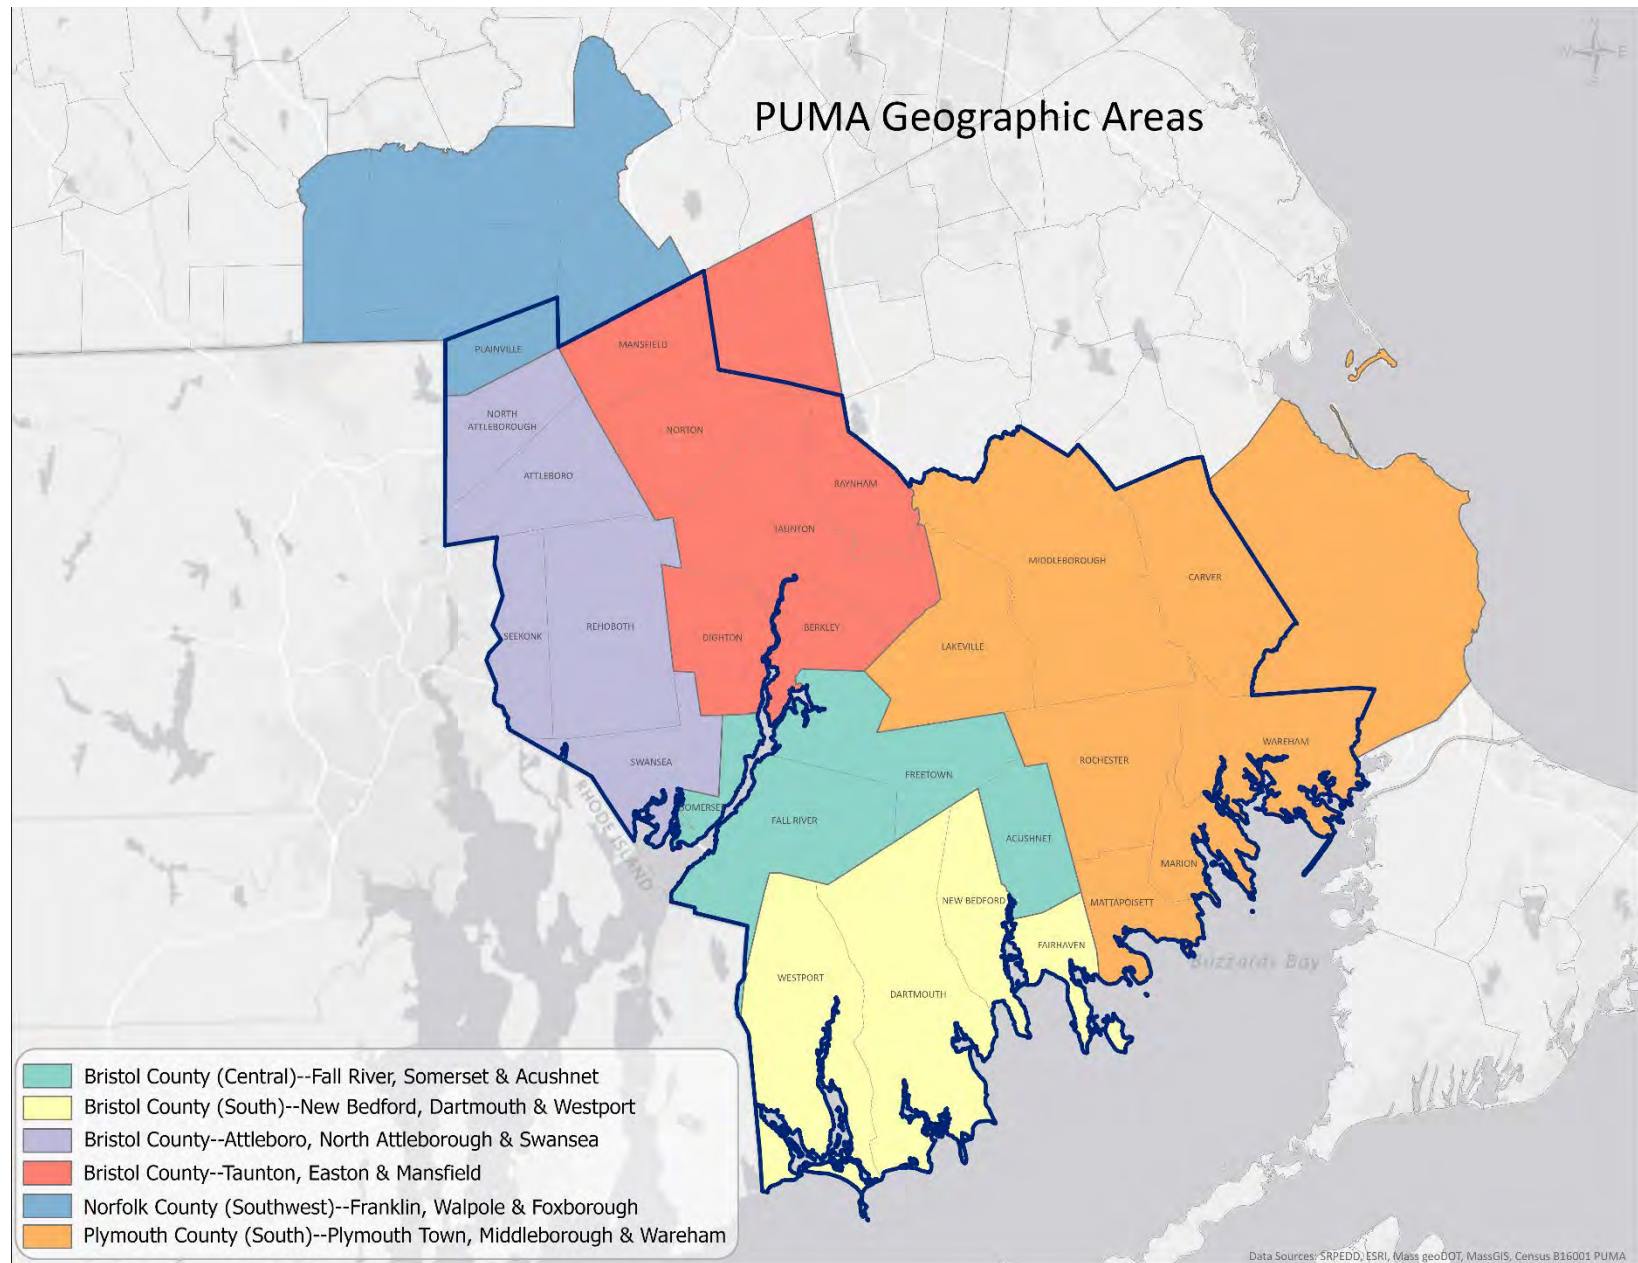 N
W E
S
PUMA Geographic Areas
PLAINVILLE
MANSFIELD
NORTH
ATTLEBOROUGH
NORTON
ATTLEBORO
RAYNHAM
TAUNTON
MIDDLEBOROUGH
CARVER
SEEKONK
REHOBOTH
DIGHTON
BERKLEY
LAKEVILLE
SWANSEA
WAREHAM
ROCHESTER
FREETOWN
SOMERSET
FALL RIVER
ACUSHNET
RHODE ISLAND
MARION
NEW BEDFORD
MATTAPOISETT
FAIRHAVEN
Buzzards Bay
WESTPORT
DARTMOUTH
Bristol County (Central)--Fall River, Somerset & Acushnet
Bristol County (South)--New Bedford, Dartmouth & Westport
Bristol County--Attleboro, North Attleborough & Swansea
Bristol County--Taunton, Easton & Mansfield
Norfolk County (Southwest)--Franklin, Walpole & Foxborough
Plymouth County (South)--Plymouth Town, Middleborough & Wareham
Data Sources: SRPEDD, ESRI, Mass geoDOT, MassGIS, Census B16001 PUMA